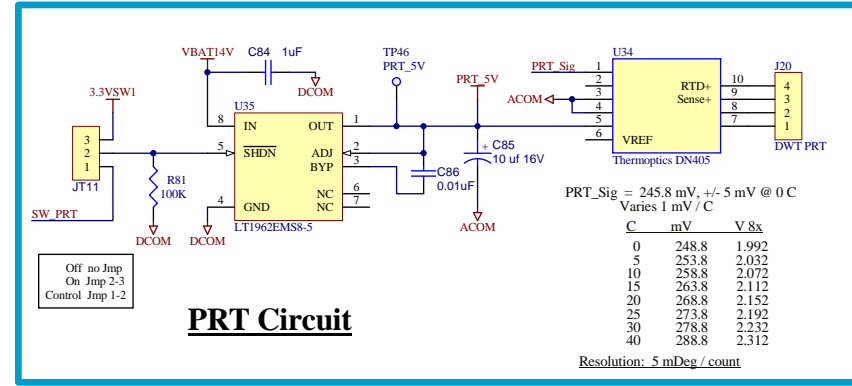 VBAT14V
C84 1uF
DCOM
TP46
PRT_5V
PRT_5V
U34
PRT_Sig
1
2
3
4
5
6
ACOM
RTD+
Sense+
VREF
10
9
8
7
Thermoptics DN405
J20
4
3
2
1
DWT PRT
3.3VSW1
3
2
1
JT11
SW_PRT
R81
100K
DCOM
U35
8 IN
OUT 1
5 SHDN
ADJ 2
BYP 3
NC 6
4 GND
NC 7
LT1962EMS8-5
DCOM
C86
0.01uF
+ C85
10 uf 16V
ACOM
Off no Jmp
On Jmp 2-3
Control Jmp 1-2
PRT Circuit
PRT_Sig = 245.8 mV, +/- 5 mV @ 0 C
Varies 1 mV / C
C mV V 8x
0 248.8 1.992
5 253.8 2.032
10 258.8 2.072
15 263.8 2.112
20 268.8 2.152
25 273.8 2.192
30 278.8 2.232
40 288.8 2.312
Resolution: 5 mDeg / count